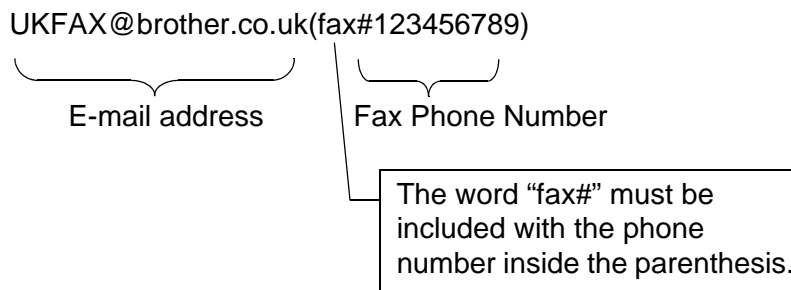 UKFAX@brother.co.uk(fax#123456789)
E-mail address
Fax Phone Number
The word “fax#” must be
included with the phone
number inside the parenthesis.